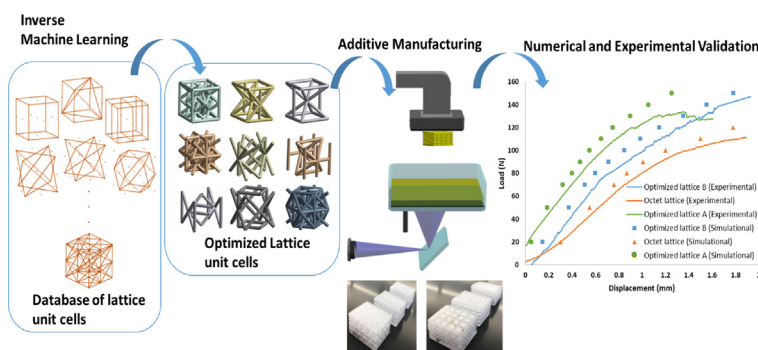 Inverse
Machine Learning
Additive Manufacturing
Numerical and Experimental Validation
Database of lattice
unit cells
Optimized Lattice
unit cells
160
140
120
100
80
60
40
20
0
Load (N)
Optimized lattice B (Experimental)
Octet lattice (Experimental)
Optimized lattice A (Experimental)
Optimized lattice B (Simulational)
Octet lattice (Simulational)
Optimized lattice A (Simulational)
0 0.2 0.4 0.6 0.8 1 1.2 1.4 1.6 1.8 2
Displacement (mm)